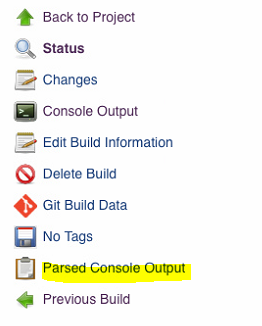 Back to Project
Status
Changes
Console Output
Edit Build Information
Delete Build
Git Build Data
No Tags
Parsed Console Output
Previous Build